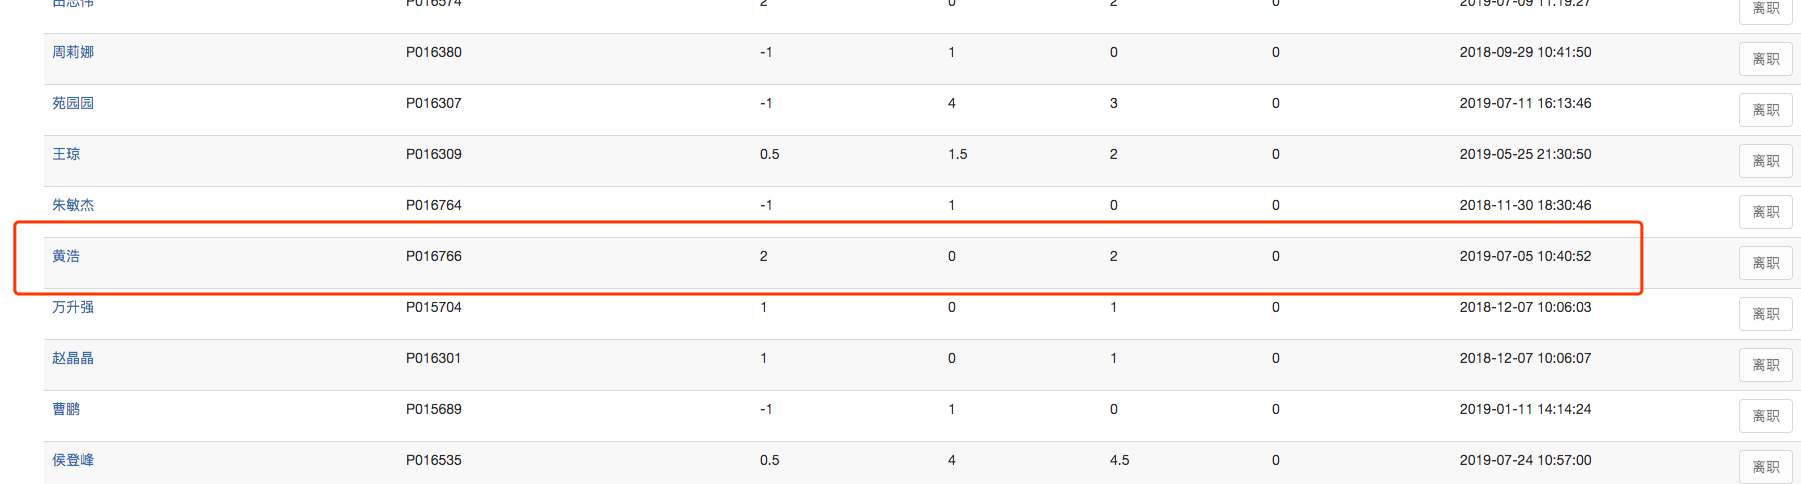 田志伟 P016574 2 0 2 0 2019-07-09 11:19:27 离职
周莉娜 P016380 -1 1 0 0 2018-09-29 10:41:50 离职
苑园园 P016307 -1 4 3 0 2019-07-11 16:13:46 离职
王琼 P016309 0.5 1.5 2 0 2019-05-25 21:30:50 离职
朱敏杰 P016764 -1 1 0 0 2018-11-30 18:30:46 离职
黄浩 P016766 2 0 2 0 2019-07-05 10:40:52 离职
万升强 P015704 1 0 1 0 2018-12-07 10:06:03 离职
赵晶晶 P016301 1 0 1 0 2018-12-07 10:06:07 离职
曹鹏 P015689 -1 1 0 0 2019-01-11 14:14:24 离职
侯登峰 P016535 0.5 4 4.5 0 2019-07-24 10:57:00 离职